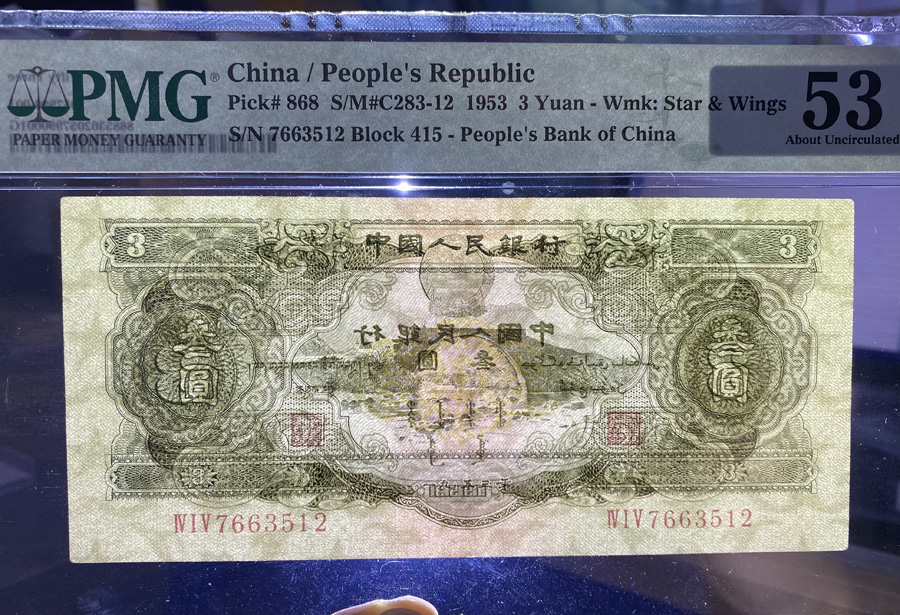 PMG®
PAPER MONEY GUARANTY
China / People's Republic
Pick# 868 S/M#C283-12 1953 3 Yuan - Wmk: Star & Wings
S/N 7663512 Block 415 - People's Bank of China
53
About Uncirculated
3
中國人民銀行
3
中國人民銀行
叁圓
叁圓
叁圓
ⅣⅠⅤ7663512
ⅣⅠⅤ7663512